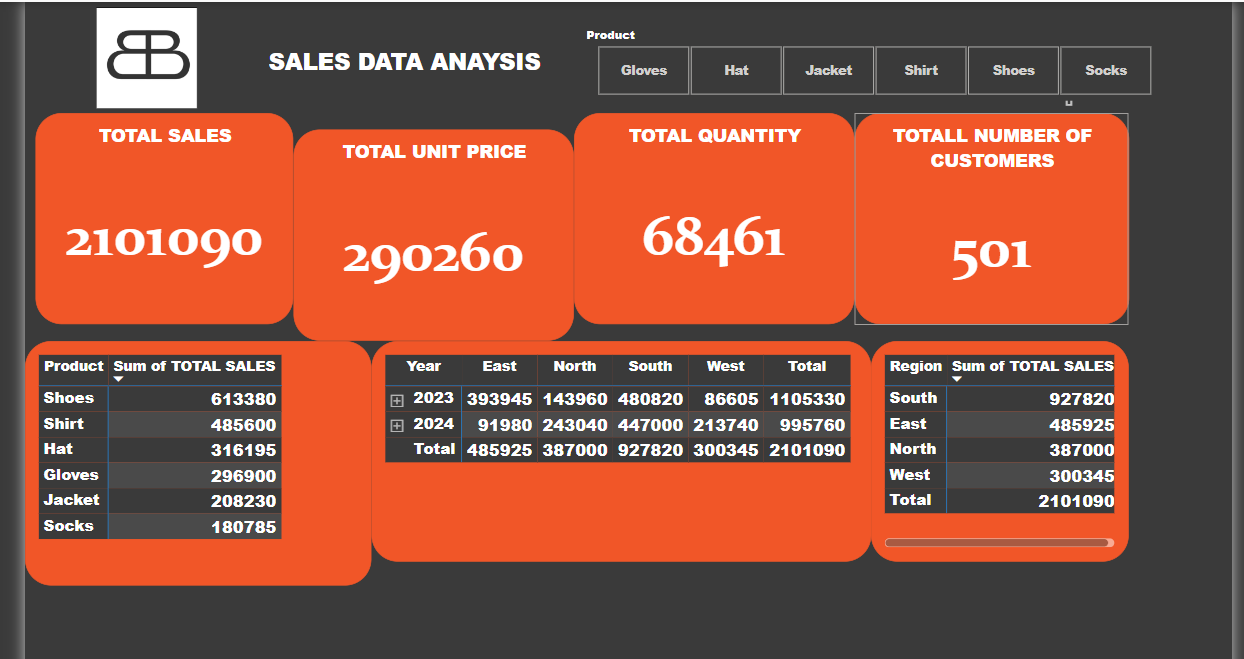 SALES DATA ANAYSIS
Product
Gloves Hat Jacket Shirt Shoes Socks
TOTAL SALES
2101090
TOTAL UNIT PRICE
290260
TOTAL QUANTITY
68461
TOTALL NUMBER OF
CUSTOMERS
501
Product Sum of TOTAL SALES
Shoes 613380
Shirt 485600
Hat 316195
Gloves 296900
Jacket 208230
Socks 180785
Year East North South West Total
2023 393945 143960 480820 86605 1105330
2024 91980 243040 447000 213740 995760
Total 485925 387000 927820 300345 2101090
Region Sum of TOTAL SALES
South 927820
East 485925
North 387000
West 300345
Total 2101090